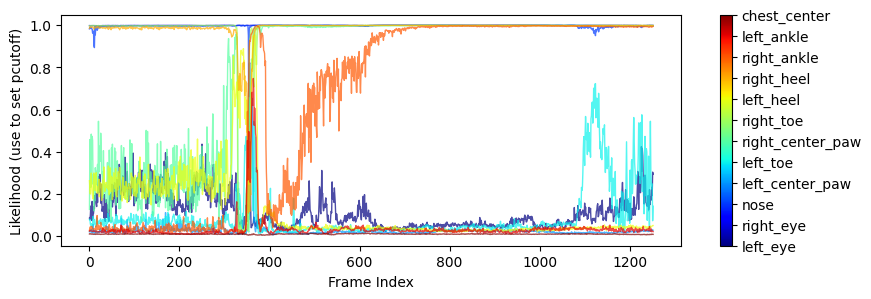 Likelihood (use to set pcutoff)
1.0
0.8
0.6
0.4
0.2
0.0
0
200
400
600
800
1000
1200
Frame Index
chest_center
left_ankle
right_ankle
right_heel
left_heel
right_toe
right_center_paw
left_toe
left_center_paw
nose
right_eye
left_eye